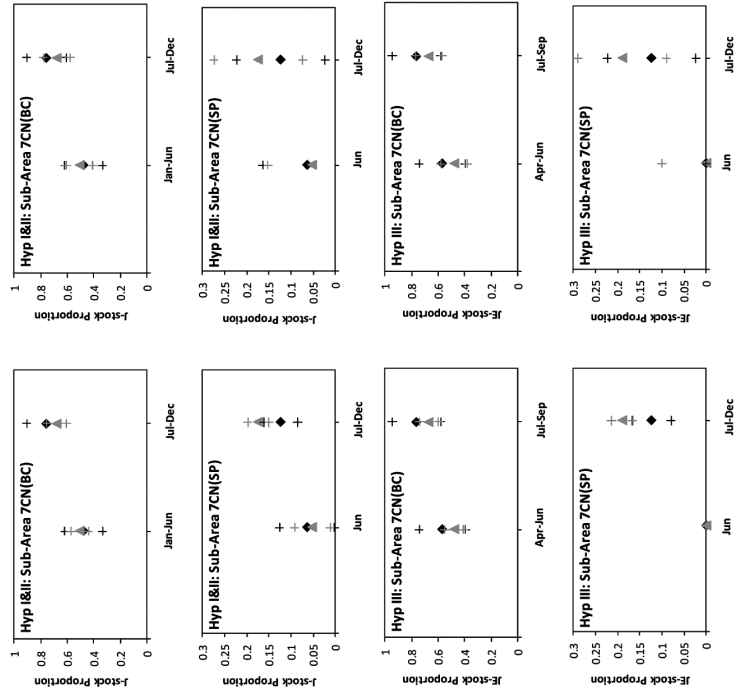 Hyp I&II: Sub-Area 7CN(BC)
J-stock Proportion
1
0.8
0.6
0.4
0.2
0
Jan-Jun Jul-Dec
Hyp I&II: Sub-Area 7CN(BC)
J-stock Proportion
1
0.8
0.6
0.4
0.2
0
Jan-Jun Jul-Dec
Hyp I&II: Sub-Area 7CN(SP)
J-stock Proportion
0.3
0.25
0.2
0.15
0.1
0.05
0
Jun Jul-Dec
Hyp I&II: Sub-Area 7CN(SP)
J-stock Proportion
0.3
0.25
0.2
0.15
0.1
0.05
0
Jun Jul-Dec
Hyp III: Sub-Area 7CN(BC)
JE-stock Proportion
1
0.8
0.6
0.4
0.2
0
Apr-Jun Jul-Sep
Hyp III: Sub-Area 7CN(BC)
JE-stock Proportion
1
0.8
0.6
0.4
0.2
0
Apr-Jun Jul-Sep
Hyp III: Sub-Area 7CN(SP)
JE-stock Proportion
0.3
0.25
0.2
0.15
0.1
0.05
0
Jun Jul-Dec
Hyp III: Sub-Area 7CN(SP)
JE-stock Proportion
0.3
0.25
0.2
0.15
0.1
0.05
0
Jun Jul-Dec